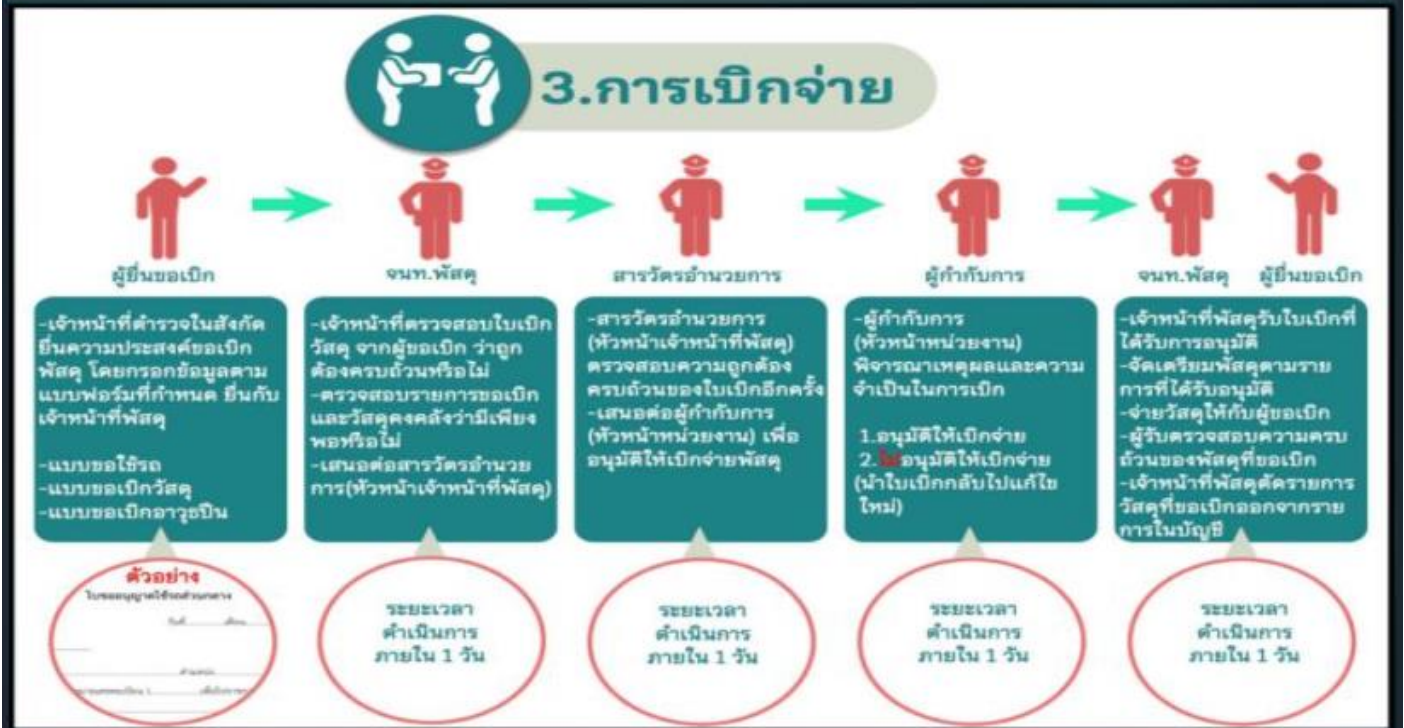 3.การเบิกจ่าย
ผู้ยื่นขอเบิก
จนท.พัสดุ
สารวัตรอำนวยการ
ผู้กำกับการ
จนท.พัสดุ
ผู้ยื่นขอเบิก
-เจ้าหน้าที่ตำรวจในสังกัด
ยื่นความประสงค์ขอเบิก
พัสดุ โดยกรอกข้อมูลตาม
แบบฟอร์มที่กำหนด ยื่นกับ
เจ้าหน้าที่พัสดุ
-แบบขอใช้รถ
-แบบขอเบิกวัสดุ
-แบบขอเบิกอาวุธปืน
-เจ้าหน้าที่ตรวจสอบใบเบิก
วัสดุ จากผู้ขอเบิก ว่าถูก
ต้องครบถ้วนหรือไม่
-ตรวจสอบรายการขอเบิก
และวัสดุคงคลังว่ามีเพียง
พอหรือไม่
-เสนอต่อสารวัตรอำนวย
การ(หัวหน้าเจ้าหน้าที่พัสดุ)
-สารวัตรอำนวยการ
(หัวหน้าเจ้าหน้าที่พัสดุ)
ตรวจสอบความถูกต้อง
ครบถ้วนของใบเบิกอีกครั้ง
-เสนอต่อผู้กำกับการ
(หัวหน้าหน่วยงาน) เพื่อ
อนุมัติให้เบิกจ่ายพัสดุ
-ผู้กำกับการ
(หัวหน้าหน่วยงาน)
พิจารณาเหตุผลและความ
จำเป็นในการเบิก
1.อนุมัติให้เบิกจ่าย
2.ไม่อนุมัติให้เบิกจ่าย
(นำใบเบิกกลับไปแก้ไข
ใหม่)
-เจ้าหน้าที่พัสดุรับใบเบิกที่
ได้รับการอนุมัติ
-จัดเตรียมพัสดุตามราย
การที่ได้รับอนุมัติ
-จ่ายวัสดุให้กับผู้ขอเบิก
-ผู้รับตรวจสอบความครบ
ถ้วนของพัสดุที่ขอเบิก
-เจ้าหน้าที่พัสดุตัดรายการ
วัสดุที่ขอเบิกออกจากราย
การในบัญชี
ตัวอย่าง
ใบขออนุญาตใช้รถส่วนกลาง
วันที่ เดือน
ตำแหน่ง
ระยะเวลา
ดำเนินการ
ภายใน 1 วัน
ระยะเวลา
ดำเนินการ
ภายใน 1 วัน
ระยะเวลา
ดำเนินการ
ภายใน 1 วัน
ระยะเวลา
ดำเนินการ
ภายใน 1 วัน